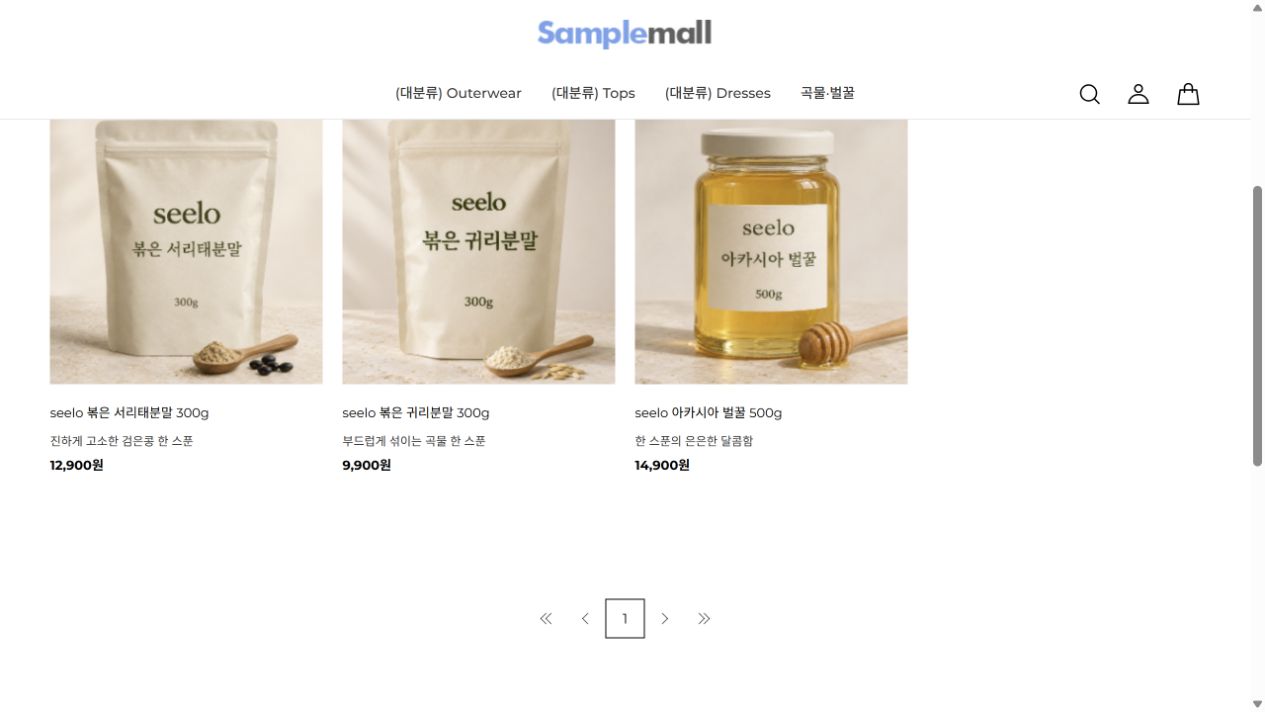 Samplemall
(대분류) Outerwear (대분류) Tops (대분류) Dresses 곡물·벌꿀
seelo
볶은 서리태분말
300g
seelo
볶은 귀리분말
300g
seelo
아카시아 벌꿀
500g
seelo 볶은 서리태분말 300g
진하게 고소한 검은콩 한 스푼
12,900원
seelo 볶은 귀리분말 300g
부드럽게 섞이는 곡물 한 스푼
9,900원
seelo 아카시아 벌꿀 500g
한 스푼의 은은한 달콤함
14,900원
1